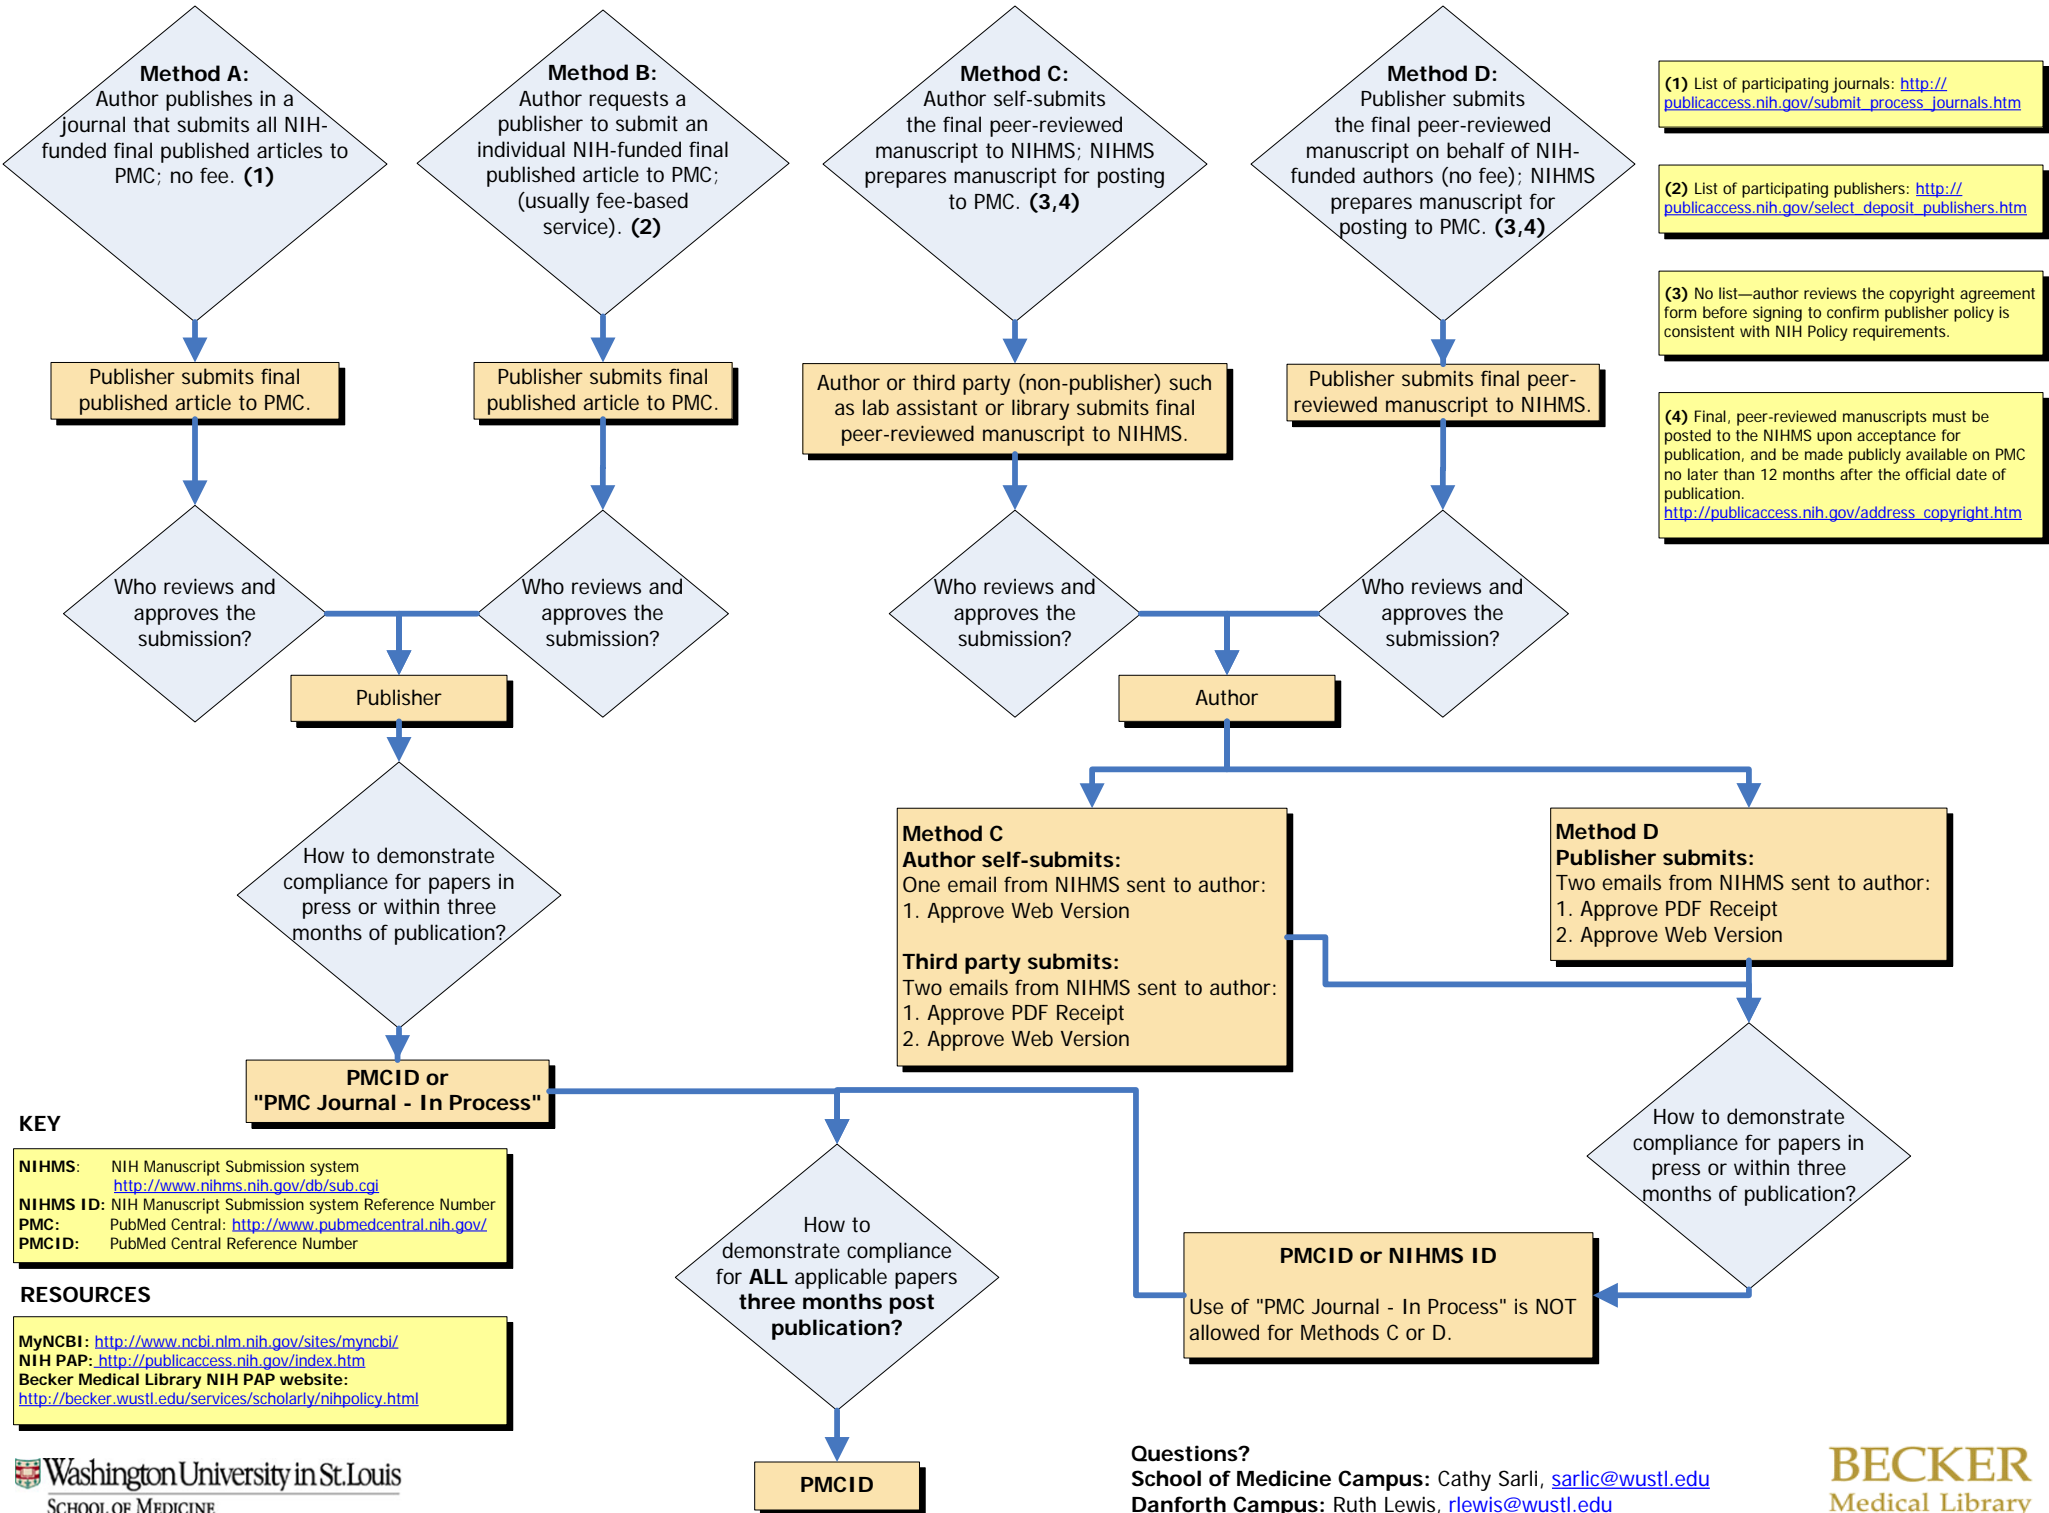 Method A:
Author publishes in a
journal that submits all NIH-
funded final published articles to
PMC; no fee. (1)
Method B:
Author requests a
publisher to submit an
individual NIH-funded final
published article to PMC;
(usually fee-based
service). (2)
Method C:
Author self-submits
the final peer-reviewed
manuscript to NIHMS; NIHMS
prepares manuscript for posting
to PMC. (3,4)
Method D:
Publisher submits
the final peer-reviewed
manuscript on behalf of NIH-
funded authors (no fee); NIHMS
prepares manuscript for
posting to PMC. (3,4)
(1) List of participating journals: http://
publicaccess.nih.gov/submit_process_journals.htm
(2) List of participating publishers: http://
publicaccess.nih.gov/select_deposit_publishers.htm
(3) No list—author reviews the copyright agreement
form before signing to confirm publisher policy is
consistent with NIH Policy requirements.
(4) Final, peer-reviewed manuscripts must be
posted to the NIHMS upon acceptance for
publication, and be made publicly available on PMC
no later than 12 months after the official date of
publication.
http://publicaccess.nih.gov/address_copyright.htm
Publisher submits final
published article to PMC.
Publisher submits final
published article to PMC.
Author or third party (non-publisher) such
as lab assistant or library submits final
peer-reviewed manuscript to NIHMS.
Publisher submits final peer-
reviewed manuscript to NIHMS.
Who reviews and
approves the
submission?
Who reviews and
approves the
submission?
Who reviews and
approves the
submission?
Who reviews and
approves the
submission?
Publisher
Author
How to demonstrate
compliance for papers in
press or within three
months of publication?
Method C
Author self-submits:
One email from NIHMS sent to author:
1. Approve Web Version
Third party submits:
Two emails from NIHMS sent to author:
1. Approve PDF Receipt
2. Approve Web Version
Method D
Publisher submits:
Two emails from NIHMS sent to author:
1. Approve PDF Receipt
2. Approve Web Version
PMCID or
"PMC Journal - In Process"
How to demonstrate
compliance for papers in
press or within three
months of publication?
KEY
NIHMS: NIH Manuscript Submission system
http://www.nihms.nih.gov/db/sub.cgi
NIHMS ID: NIH Manuscript Submission system Reference Number
PMC: PubMed Central: http://www.pubmedcentral.nih.gov/
PMCID: PubMed Central Reference Number
How to
demonstrate compliance
for ALL applicable papers
three months post
publication?
PMCID or NIHMS ID
Use of "PMC Journal - In Process" is NOT
allowed for Methods C or D.
RESOURCES
MyNCBI: http://www.ncbi.nlm.nih.gov/sites/myncbi/
NIH PAP: http://publicaccess.nih.gov/index.htm
Becker Medical Library NIH PAP website:
http://becker.wustl.edu/services/scholarly/nihpolicy.html
PMCID
Washington University in St. Louis
SCHOOL OF MEDICINE
Questions?
School of Medicine Campus: Cathy Sarli, sarlic@wustl.edu
Danforth Campus: Ruth Lewis, rlewis@wustl.edu
BECKER
Medical Library